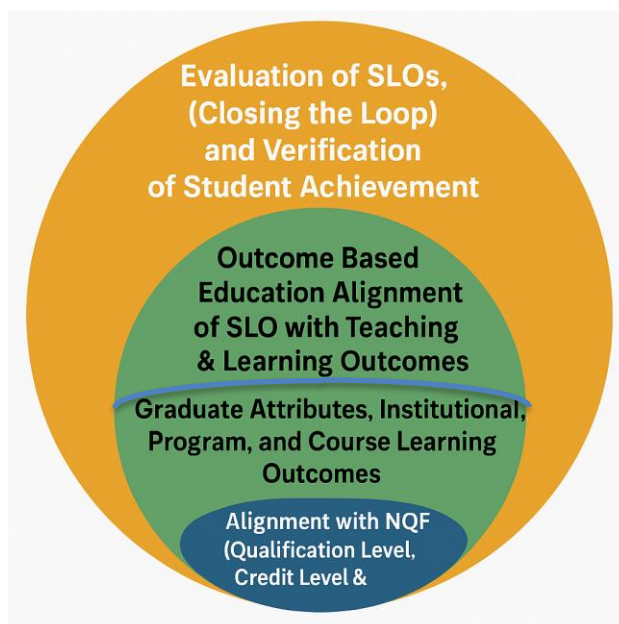 Evaluation of SLOs,
(Closing the Loop)
and Verification
of Student Achievement
Outcome Based
Education Alignment
of SLO with Teaching
& Learning Outcomes
Graduate Attributes, Institutional,
Program, and Course Learning
Outcomes
Alignment with NQF
(Qualification Level,
Credit Level &